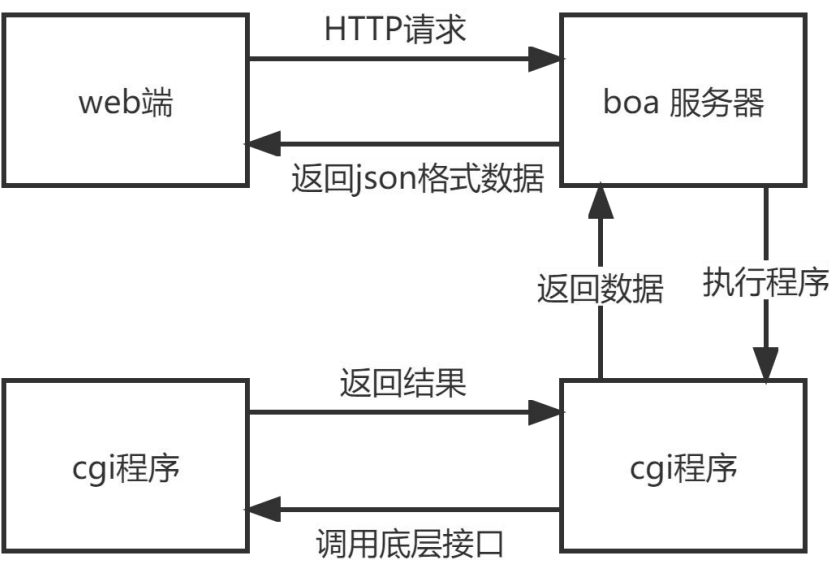 HTTP请求
web端
boa 服务器
返回json格式数据
返回数据
执行程序
返回结果
cgi程序
cgi程序
调用底层接口